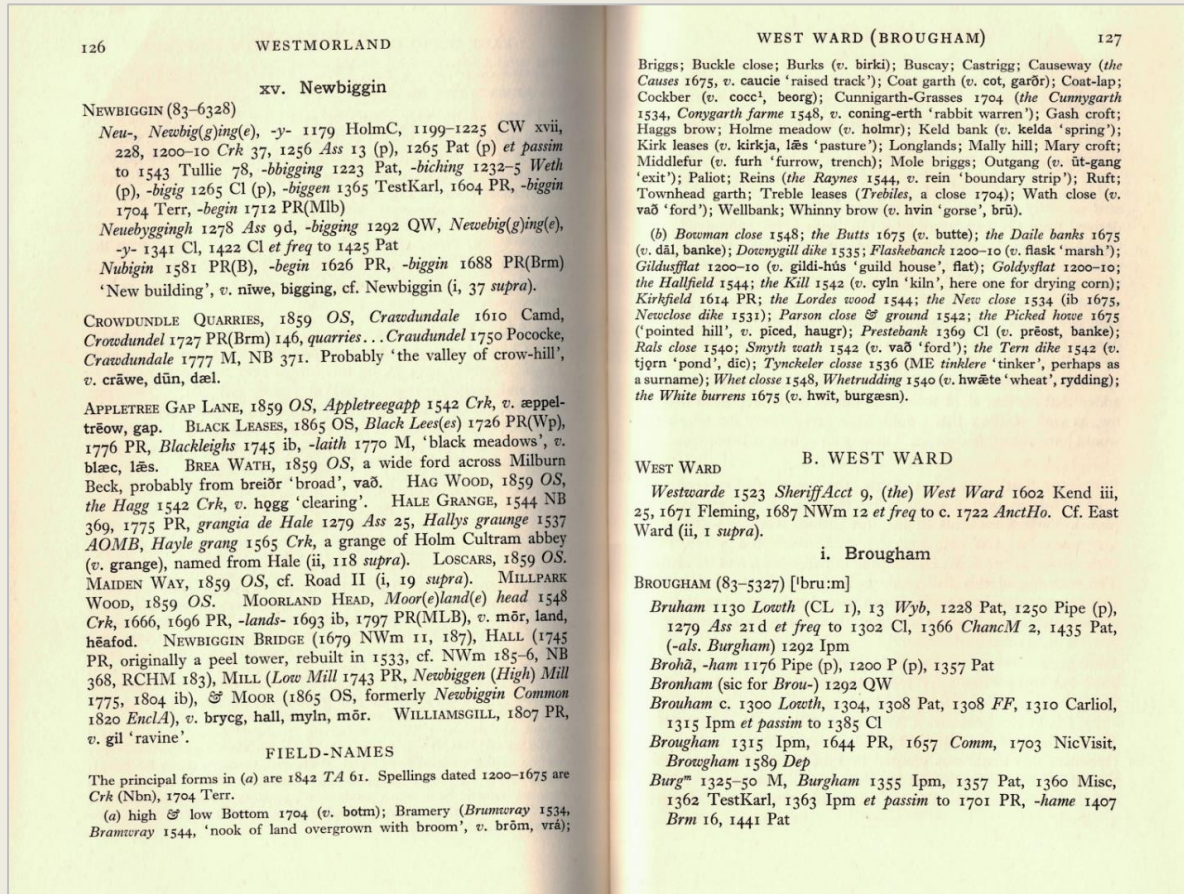 126
WESTMORLAND
xv. Newbiggin
NEWBIGGIN (83–6328)
Neu-, Newbig(g)ing(e), -y- 1179 HolmC, 1199–1225 CW xvii,
228, 1200–10 Crk 37, 1256 Ass 13 (p), 1265 Pat (p) et passim
to 1543 Tullie 78, -bbigging 1223 Pat, -biching 1232–5 Weth
(p), -bigig 1265 Cl (p), -biggen 1365 TestKarl, 1604 PR, -biggin
1704 Terr, -begin 1712 PR(Mlb)
Neuebyggingh 1278 Ass 9d, -bigging 1292 QW, Newebig(g)ing(e),
-y- 1341 Cl, 1422 Cl et freq to 1425 Pat
Nubigin 1581 PR(B), -begin 1626 PR, -biggin 1688 PR(Brm)
‘New building’, v. nīwe, bigging, cf. Newbiggin (i, 37 supra).
CROWDUNDLE QUARRIES, 1859 OS, Crawdundale 1610 Camd,
Crowdundel 1727 PR(Brm) 146, quarries...Craudundel 1750 Pococke,
Crawdundale 1777 M, NB 371. Probably ‘the valley of crow-hill’,
v. crāwe, dūn, dæl.
APPLETREE GAP LANE, 1859 OS, Appletreegapp 1542 Crk, v. æppel-
trēow, gap. BLACK LEASES, 1865 OS, Black Lees(es) 1726 PR(Wp),
1776 PR, Blackleighs 1745 ib, -laith 1770 M, ‘black meadows’, v.
blæc, lǣs. BREA WATH, 1859 OS, a wide ford across Milburn
Beck, probably from breiðr ‘broad’, vað. HAG WOOD, 1859 OS,
the Hagg 1542 Crk, v. hǫgg ‘clearing’. HALE GRANGE, 1544 NB
369, 1775 PR, grangia de Hale 1279 Ass 25, Hallys graunge 1537
AOMB, Hayle grang 1565 Crk, a grange of Holm Cultram abbey
(v. grange), named from Hale (ii, 118 supra). LOSCARS, 1859 OS.
MAIDEN WAY, 1859 OS, cf. Road II (i, 19 supra). MILLPARK
WOOD, 1859 OS. MOORLAND HEAD, Moor(e)land(e) head 1548
Crk, 1666, 1696 PR, -lands- 1693 ib, 1797 PR(MLB), v. mōr, land,
hēafod. NEWBIGGIN BRIDGE (1679 NWm 11, 187), HALL (1745
PR, originally a peel tower, rebuilt in 1533, cf. NWm 185–6, NB
368, RCHM 183), MILL (Low Mill 1743 PR, Newbiggen (High) Mill
1775, 1804 ib), & MOOR (1865 OS, formerly Newbiggin Common
1820 EnclA), v. brycg, hall, myln, mōr. WILLIAMSGILL, 1807 PR,
v. gil ‘ravine’.
FIELD-NAMES
The principal forms in (a) are 1842 TA 61. Spellings dated 1200–1675 are
Crk (Nbn), 1704 Terr.
(a) high & low Bottom 1704 (v. botm); Bramery (Brumwray 1534,
Bramwray 1544, ‘nook of land overgrown with broom’, v. brōm, vrá);
WEST WARD (BROUGHAM)
127
Briggs; Buckle close; Burks (v. birki); Buscay; Castrigg; Causeway (the
Causes 1675, v. caucie ‘raised track’); Coat garth (v. cot, garðr); Coat-lap;
Cockber (v. cocc¹, beorg); Cunnigarth-Grasses 1704 (the Cunnygarth
1534, Conygarth farme 1548, v. coning-erth ‘rabbit warren’); Gash croft;
Haggs brow; Holme meadow (v. holmr); Keld bank (v. kelda ‘spring’);
Kirk leases (v. kirkja, lǣs ‘pasture’); Longlands; Mally hill; Mary croft;
Middlefur (v. furh ‘furrow, trench’); Mole briggs; Outgang (v. ūt-gang
‘exit’); Paliot; Reins (the Raynes 1544, v. rein ‘boundary strip’); Ruft;
Townhead garth; Treble leases (Trebiles, a close 1704); Wath close (v.
vað ‘ford’); Wellbank; Whinny brow (v. hvin ‘gorse’, brū).
(b) Bowman close 1548; the Butts 1675 (v. butte); the Daile banks 1675
(v. dāl, banke); Downygill dike 1535; Flaskebanck 1200–10 (v. flask ‘marsh’);
Gildusfflat 1200–10 (v. gildi-hús ‘guild house’, flat); Goldysflat 1200–10;
the Hallfield 1544; the Kill 1542 (v. cyln ‘kiln’, here one for drying corn);
Kirkfield 1614 PR; the Lordes wood 1544; the New close 1534 (ib 1675,
Newclose dike 1531); Parson close & ground 1542; the Picked howe 1675
(‘pointed hill’, v. piced, haugr); Prestebank 1369 Cl (v. prēost, banke);
Rals close 1540; Smyth wath 1542 (v. vað ‘ford’); the Tern dike 1542 (v.
tjǫrn ‘pond’, dīc); Tynckeler closse 1536 (ME tinklere ‘tinker’, perhaps as
a surname); Whet closse 1548, Whetrudding 1540 (v. hwǣte ‘wheat’, rydding);
the White burrens 1675 (v. hwīt, burgæsn).
B. WEST WARD
WEST WARD
Westwarde 1523 SheriffAcct 9, (the) West Ward 1602 Kend iii,
25, 1671 Fleming, 1687 NWm 12 et freq to c. 1722 AnctHo. Cf. East
Ward (ii, 1 supra).
i. Brougham
BROUGHAM (83–5327) [ˈbru:m]
Bruham 1130 Lowth (CL 1), 13 Wyb, 1228 Pat, 1250 Pipe (p),
1279 Ass 21d et freq to 1302 Cl, 1366 ChancM 2, 1435 Pat,
(-als. Burgham) 1292 Ipm
Brohã, -ham 1176 Pipe (p), 1200 P (p), 1357 Pat
Bronham (sic for Brou-) 1292 QW
Brouham c. 1300 Lowth, 1304, 1308 Pat, 1308 FF, 1310 Carliol,
1315 Ipm et passim to 1385 Cl
Brougham 1315 Ipm, 1644 PR, 1657 Comm, 1703 NicVisit,
Browgham 1589 Dep
Burgᵐ 1325–50 M, Burgham 1355 Ipm, 1357 Pat, 1360 Misc,
1362 TestKarl, 1363 Ipm et passim to 1701 PR, -hame 1407
Brm 16, 1441 Pat